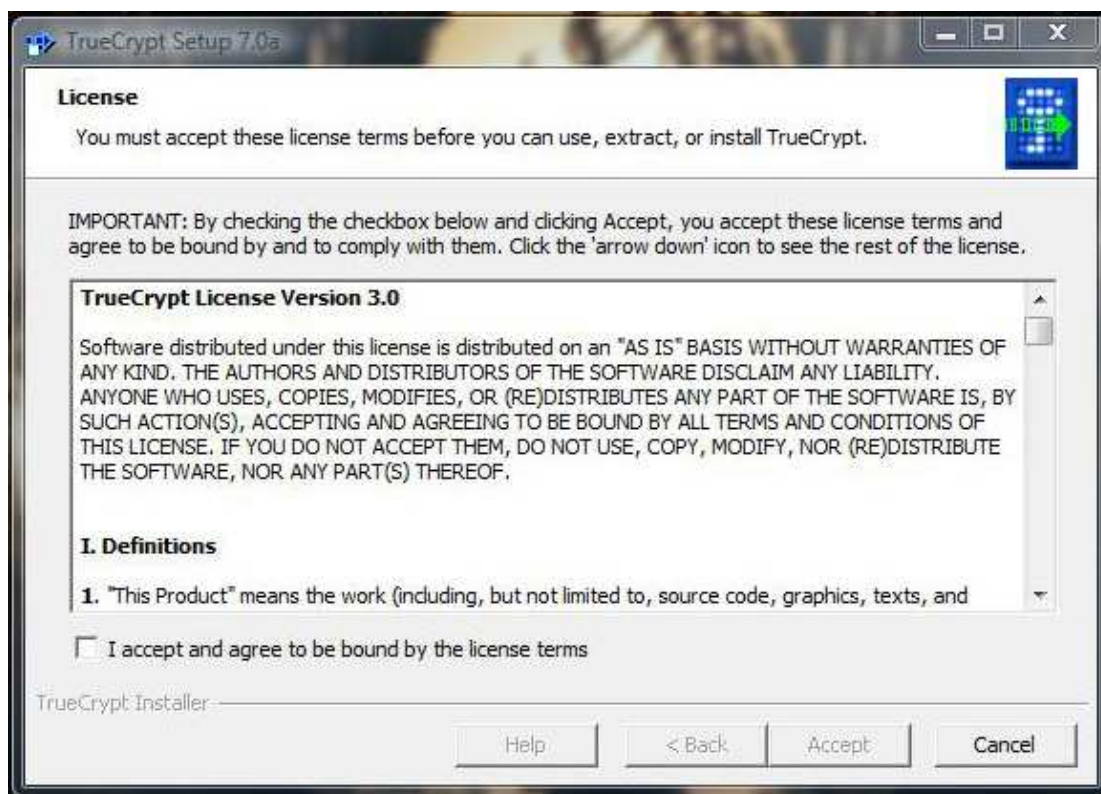 TrueCrypt Setup 7.0a
License
You must accept these license terms before you can use, extract, or install TrueCrypt.
IMPORTANT: By checking the checkbox below and clicking Accept, you accept these license terms and
agree to be bound by and to comply with them. Click the 'arrow down' icon to see the rest of the license.
TrueCrypt License Version 3.0
Software distributed under this license is distributed on an "AS IS" BASIS WITHOUT WARRANTIES OF
ANY KIND. THE AUTHORS AND DISTRIBUTORS OF THE SOFTWARE DISCLAIM ANY LIABILITY.
ANYONE WHO USES, COPIES, MODIFIES, OR (RE)DISTRIBUTES ANY PART OF THE SOFTWARE IS, BY
SUCH ACTION(S), ACCEPTING AND AGREEING TO BE BOUND BY ALL TERMS AND CONDITIONS OF
THIS LICENSE. IF YOU DO NOT ACCEPT THEM, DO NOT USE, COPY, MODIFY, NOR (RE)DISTRIBUTE
THE SOFTWARE, NOR ANY PART(S) THEREOF.
I. Definitions
1. "This Product" means the work (including, but not limited to, source code, graphics, texts, and
I accept and agree to be bound by the license terms
TrueCrypt Installer
Help < Back Accept Cancel